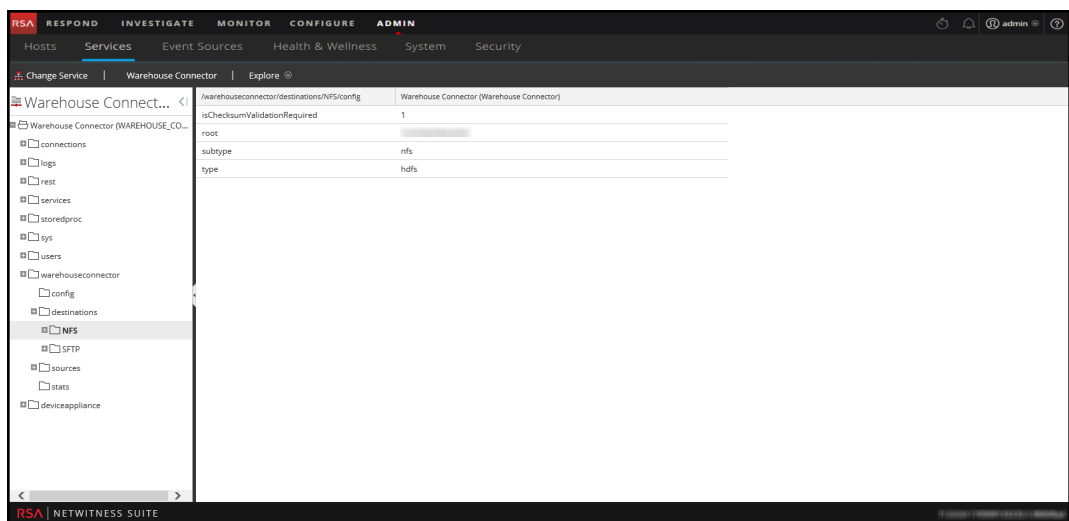 RSA RESPOND INVESTIGATE MONITOR CONFIGURE ADMIN admin
Hosts Services Event Sources Health & Wellness System Security
Change Service | Warehouse Connector | Explore
Warehouse Connect...
/warehouseconnector/destinations/NFS/config Warehouse Connector (Warehouse Connector)
Warehouse Connector (WAREHOUSE_CO...
isChecksumValidationRequired 1
root
subtype nfs
type hdfs
connections
logs
rest
services
storedproc
sys
users
warehouseconnector
config
destinations
NFS
SFTP
sources
stats
deviceappliance
RSA | NETWITNESS SUITE